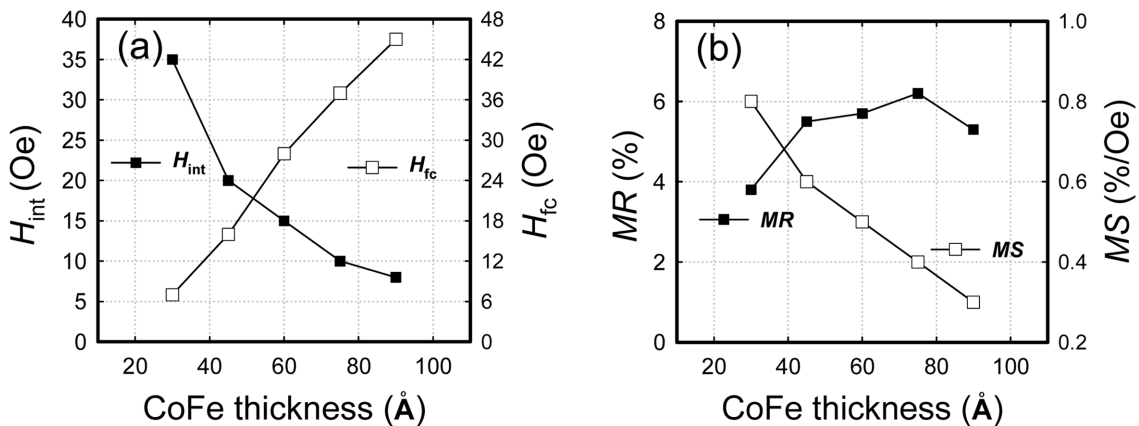 (a)
40
35
30
25
20
15
10
5
0
H_int (Oe)
48
42
36
30
24
18
12
6
0
H_fc (Oe)
H_int
H_fc
20 40 60 80 100
CoFe thickness (Å)
(b)
8
6
4
2
0
MR (%)
1.0
0.8
0.6
0.4
0.2
MS (%/Oe)
MR
MS
20 40 60 80 100
CoFe thickness (Å)